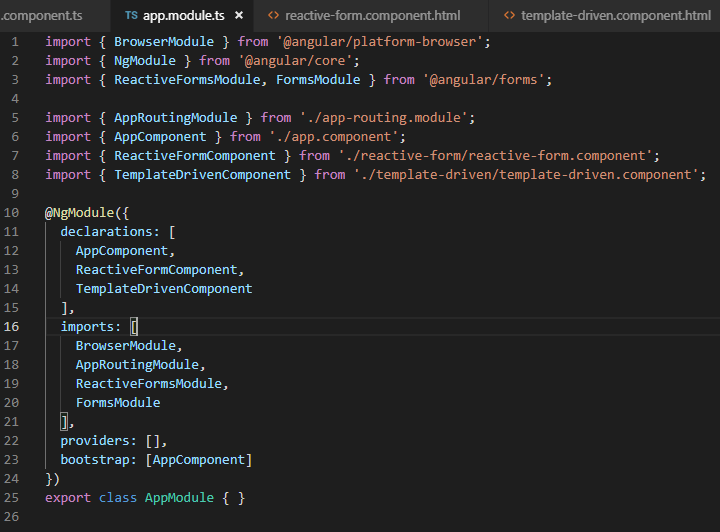 .component.ts TS app.module.ts × <> reactive-form.component.html <> template-driven.component.html
1 import { BrowserModule } from '@angular/platform-browser';
2 import { NgModule } from '@angular/core';
3 import { ReactiveFormsModule, FormsModule } from '@angular/forms';
4
5 import { AppRoutingModule } from './app-routing.module';
6 import { AppComponent } from './app.component';
7 import { ReactiveFormComponent } from './reactive-form/reactive-form.component';
8 import { TemplateDrivenComponent } from './template-driven/template-driven.component';
9
10 @NgModule({
11   declarations: [
12     AppComponent,
13     ReactiveFormComponent,
14     TemplateDrivenComponent
15   ],
16   imports: [
17     BrowserModule,
18     AppRoutingModule,
19     ReactiveFormsModule,
20     FormsModule
21   ],
22   providers: [],
23   bootstrap: [AppComponent]
24 })
25 export class AppModule { }
26